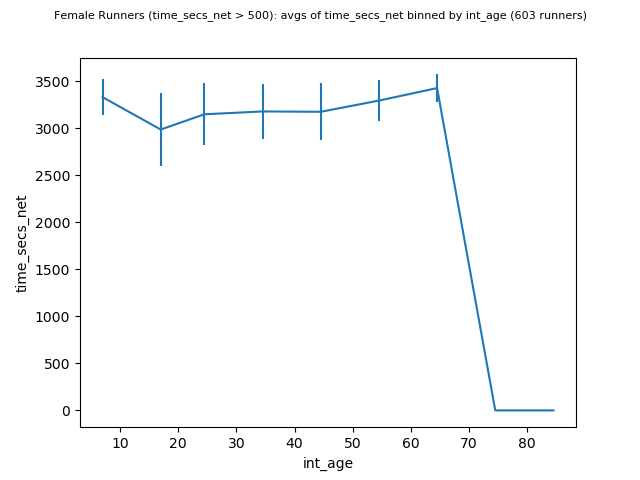 Female Runners (time_secs_net > 500): avgs of time_secs_net binned by int_age (603 runners)
3500
3000
2500
2000
1500
1000
500
0
time_secs_net
10 20 30 40 50 60 70 80
int_age